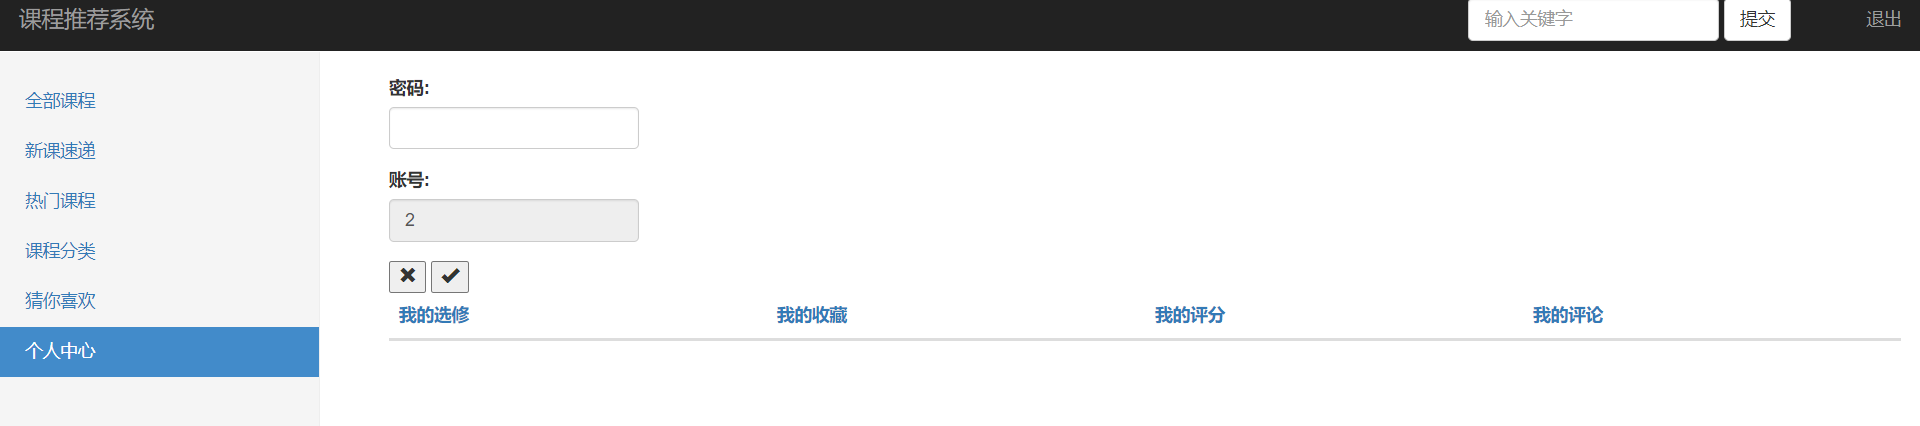 课程推荐系统
输入关键字
提交
退出
全部课程
新课速递
热门课程
课程分类
猜你喜欢
个人中心
密码:
账号:
2
我的选修
我的收藏
我的评分
我的评论